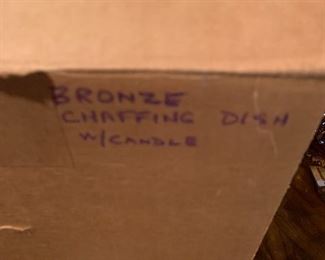 BRONZE
CHAFFING DISH
W/CANDLE